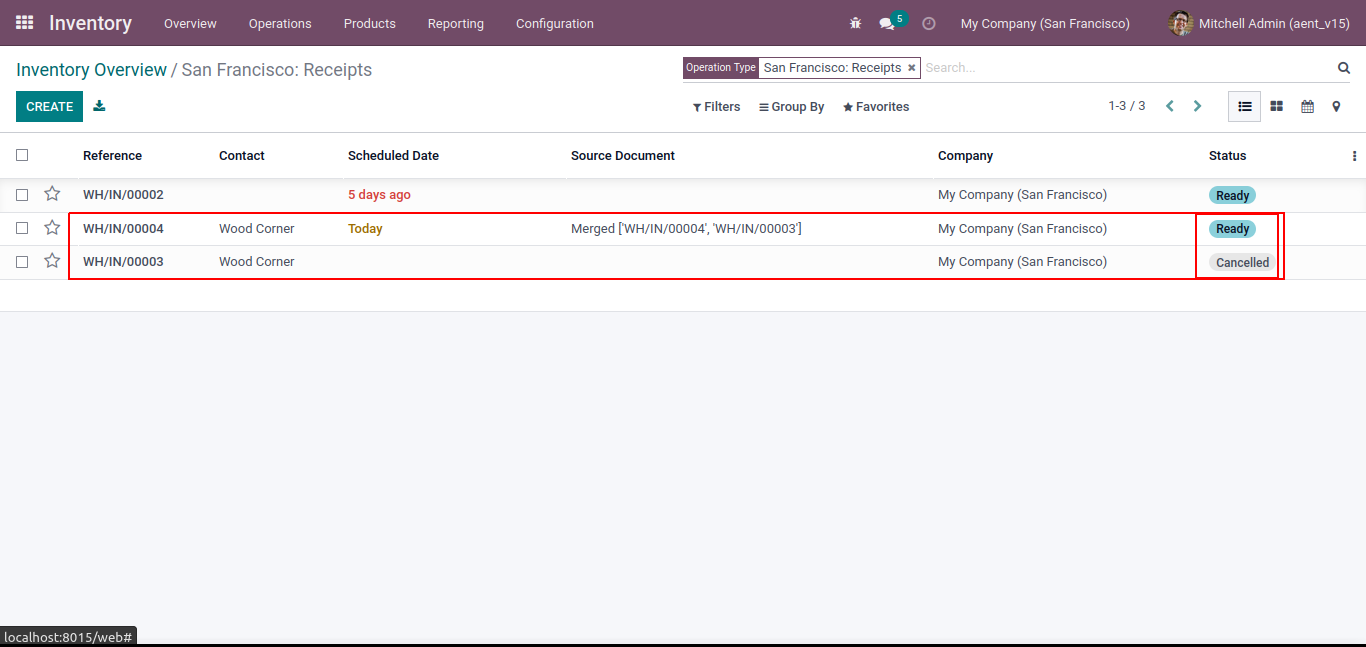 Inventory Overview Operations Products Reporting Configuration 5 My Company (San Francisco) Mitchell Admin (aent_v15)
Inventory Overview / San Francisco: Receipts
Operation Type San Francisco: Receipts × Search...
CREATE
Filters Group By Favorites 1-3 / 3
Reference Contact Scheduled Date Source Document Company Status
WH/IN/00002 5 days ago My Company (San Francisco) Ready
WH/IN/00004 Wood Corner Today Merged ['WH/IN/00004', 'WH/IN/00003'] My Company (San Francisco) Ready
WH/IN/00003 Wood Corner My Company (San Francisco) Cancelled
localhost:8015/web#